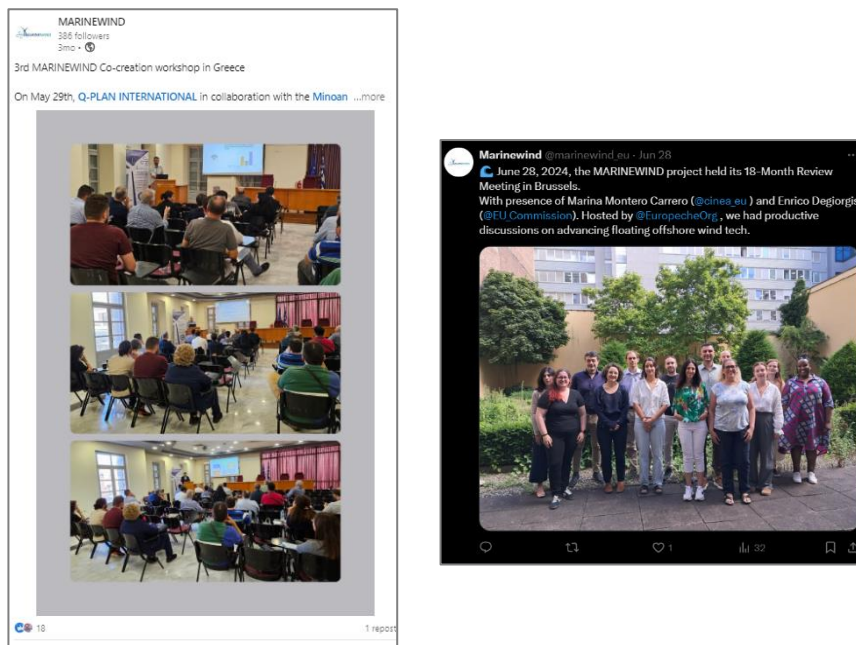 MARINEWIND
386 followers
3mo •
3rd MARINEWIND Co-creation workshop in Greece
On May 29th, Q-PLAN INTERNATIONAL in collaboration with the Minoan ...more
18
1 repost
Marinewind @marinewind_eu · Jun 28
🌊 June 28, 2024, the MARINEWIND project held its 18-Month Review
Meeting in Brussels.
With presence of Marina Montero Carrero (@cinea_eu ) and Enrico Degiorgis
(@EU_Commission). Hosted by @EuropecheOrg , we had productive
discussions on advancing floating offshore wind tech.
1
32